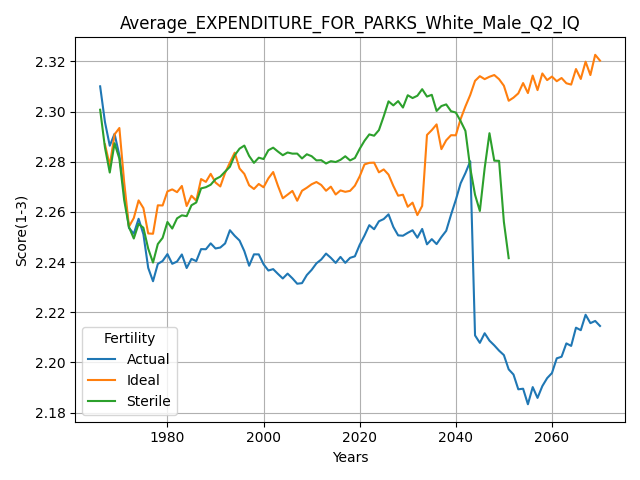 Average_EXPENDITURE_FOR_PARKS_White_Male_Q2_IQ
2.32
2.30
2.28
2.26
2.24
2.22
2.20
2.18
Score(1-3)
Fertility
Actual
Ideal
Sterile
1980
2000
2020
2040
2060
Years